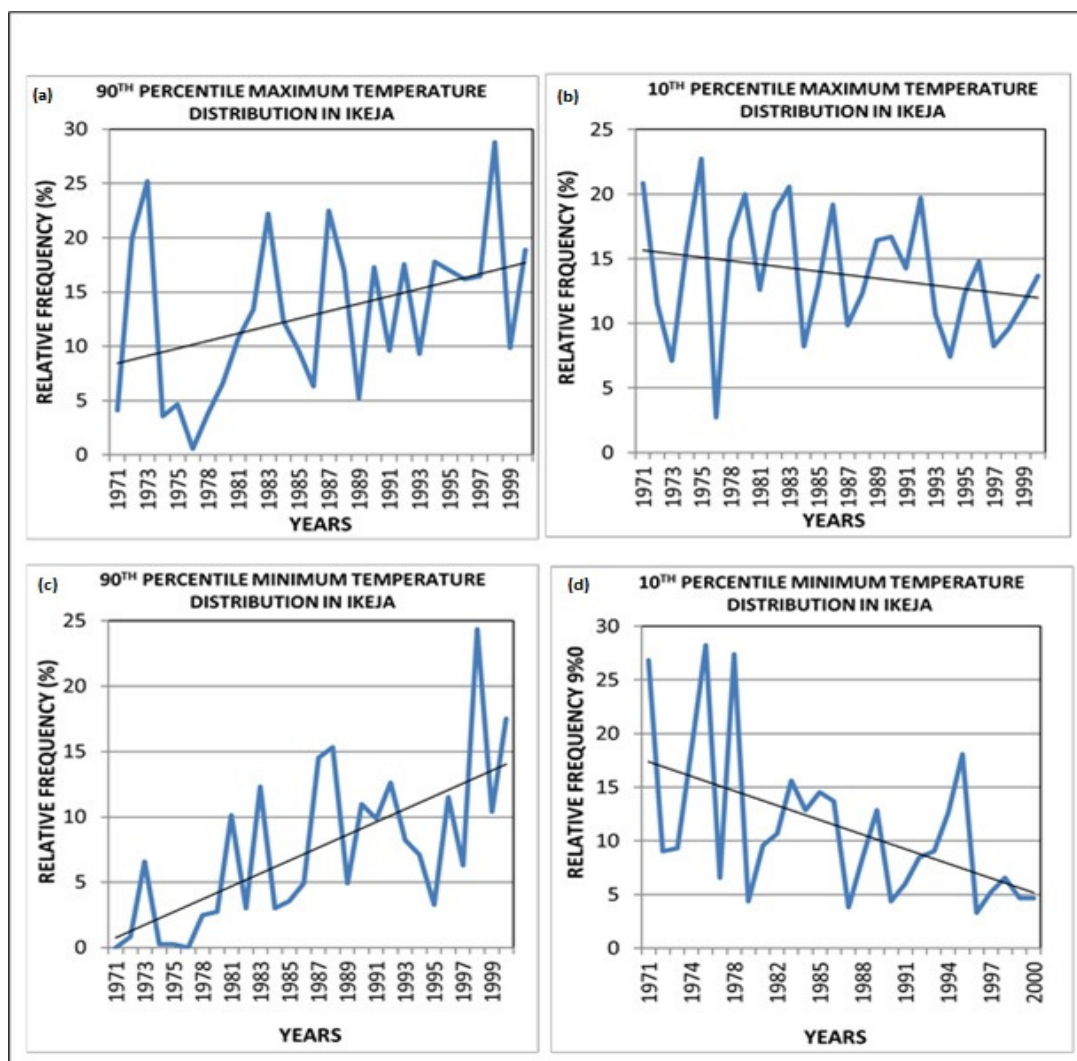 (a)
90TH PERCENTILE MAXIMUM TEMPERATURE
DISTRIBUTION IN IKEJA
RELATIVE FREQUENCY (%)
30
25
20
15
10
5
0
1971 1973 1975 1978 1981 1983 1985 1987 1989 1991 1993 1995 1997 1999
YEARS
(b)
10TH PERCENTILE MAXIMUM TEMPERATURE
DISTRIBUTION IN IKEJA
RELATIVE FRQUENCY (%)
25
20
15
10
5
0
1971 1973 1975 1978 1981 1983 1985 1987 1989 1991 1993 1995 1997 1999
YEARS
(c)
90TH PERCENTILE MINIMUM TEMPERATURE
DISTRIBUTION IN IKEJA
RELATIVE FREQUENCY (%)
25
20
15
10
5
0
1971 1973 1975 1978 1981 1983 1985 1987 1989 1991 1993 1995 1997 1999
YEARS
(d)
10TH PERCENTILE MINIMUM TEMPERATURE
DISTRIBUTION IN IKEJA
RELATIVE FREQUENCY 9%0
30
25
20
15
10
5
0
1971 1974 1978 1982 1985 1988 1991 1994 1997 2000
YEARS